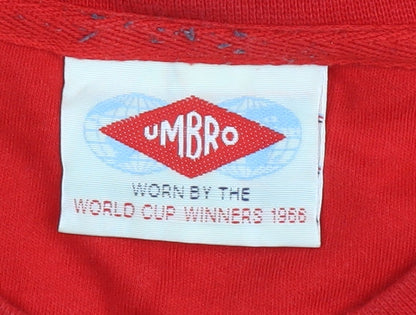 UMBRO
WORN BY THE
WORLD CUP WINNERS 1966